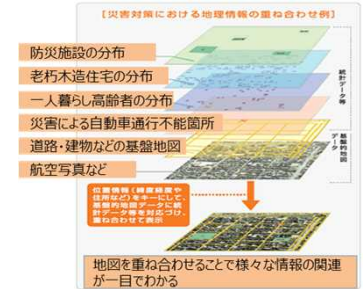 【災害対策における地理情報の重ね合わせ例】
防災施設の分布
老朽木造住宅の分布
一人暮らし高齢者の分布
災害による自動車通行不能箇所
道路・建物などの基盤地図
航空写真など
統計データ等
基盤的地図データ
位置情報(緯度経度や
住所など)をキーにして、
基盤的地図データに統
計データ等を対応づけ、
重ね合わせて表示
地図を重ね合わせることで様々な情報の関連
が一目でわかる